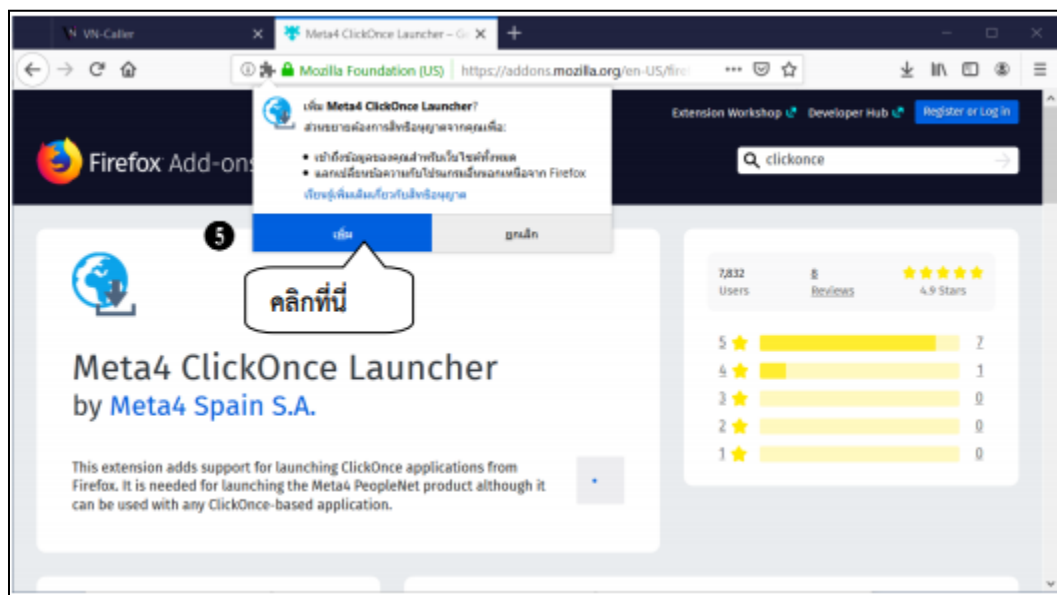 VN-Caller
Meta4 ClickOnce Launcher – Ge
Mozilla Foundation (US) https://addons.mozilla.org/en-US/firef
เพิ่ม Meta4 ClickOnce Launcher?
ส่วนขยายต้องการสิทธิอนุญาตจากคุณเพื่อ:
• เข้าถึงข้อมูลของคุณสำหรับเว็บไซต์ทั้งหมด
• แลกเปลี่ยนข้อความกับโปรแกรมอื่นนอกเหนือจาก Firefox
เรียนรู้เพิ่มเติมเกี่ยวกับสิทธิอนุญาต
เพิ่ม ยกเลิก
Extension Workshop Developer Hub Register or Log in
Firefox Add-ons
clickonce
5
คลิกที่นี่
Meta4 ClickOnce Launcher
by Meta4 Spain S.A.
This extension adds support for launching ClickOnce applications from
Firefox. It is needed for launching the Meta4 PeopleNet product although it
can be used with any ClickOnce-based application.
7,832 8
Users Reviews 4.9 Stars
5 7
4 1
3 0
2 0
1 0